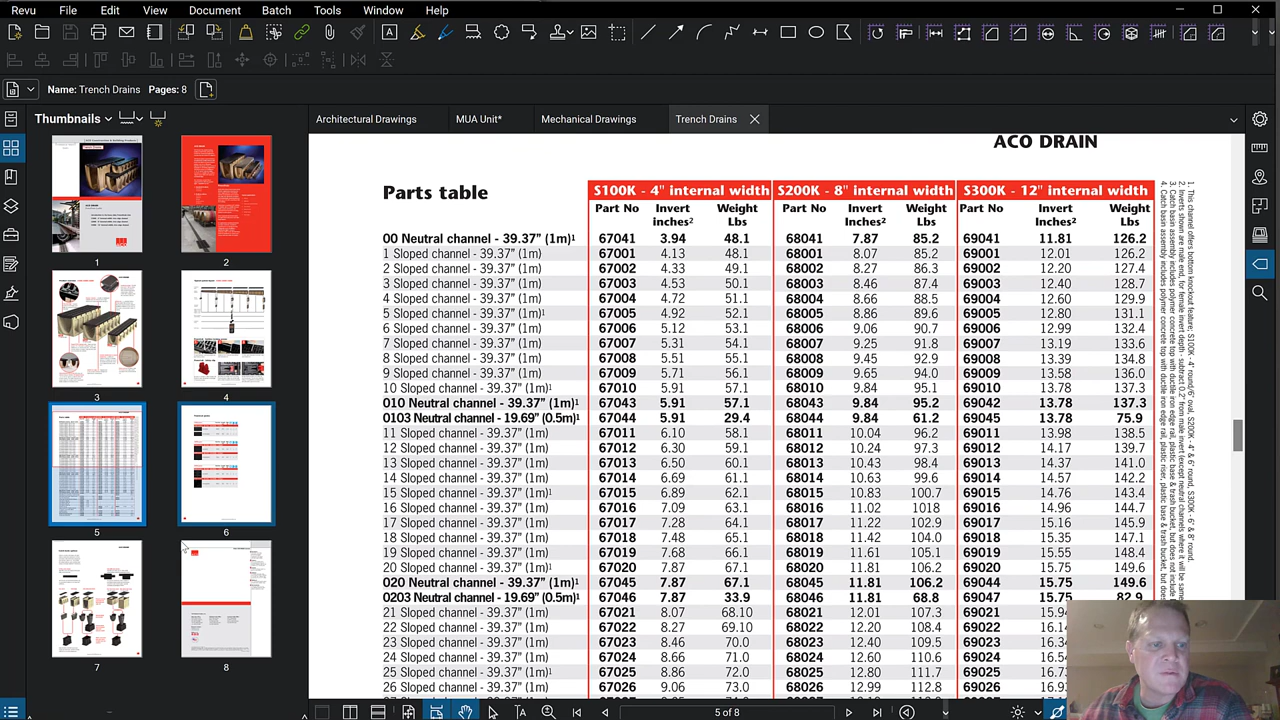 Revu File Edit View Document Batch Tools Window Help
Name: Trench Drains Pages: 8
Thumbnails
Architectural Drawings MUA Unit* Mechanical Drawings Trench Drains
1 2
3 4
5 6
7 8
ACO DRAIN
Parts table
S100K - 4" internal width S200K - 8" internal width S300K - 12" internal width
Part No Invert Weight Part No Invert Weight Part No Invert Weight
Inches² Lbs Inches² Lbs Inches² Lbs
00 Neutral channel - 39.37" (1m)¹ 67041 3.94 48.1 68041 7.87 85.2 69041 11.81 126.2
1 Sloped channel - 39.37" (1m) 67001 4.13 48.1 68001 8.07 85.2 69001 12.01 126.2
2 Sloped channel - 39.37" (1m) 67002 4.33 49.1 68002 8.27 86.3 69002 12.20 127.4
3 Sloped channel - 39.37" (1m) 67003 4.53 50.1 68003 8.46 87.4 69003 12.40 128.7
4 Sloped channel - 39.37" (1m) 67004 4.72 51.1 68004 8.66 88.5 69004 12.60 129.9
5 Sloped channel - 39.37" (1m)¹ 67005 4.92 52.1 68005 8.86 89.6 69005 12.80 131.1
6 Sloped channel - 39.37" (1m) 67006 5.12 53.1 68006 9.06 90.7 69006 12.99 132.4
7 Sloped channel - 39.37" (1m) 67007 5.31 54.1 68007 9.25 91.8 69007 13.19 133.6
8 Sloped channel - 39.37" (1m) 67008 5.51 55.1 68008 9.45 92.9 69008 13.39 134.8
9 Sloped channel - 39.37" (1m) 67009 5.71 56.1 68009 9.65 94.0 69009 13.58 136.0
10 Sloped channel - 39.37" (1m)¹ 67010 5.91 57.1 68010 9.84 95.1 69010 13.78 137.3
010 Neutral channel - 39.37" (1m)¹ 67043 5.91 57.1 68043 9.84 95.2 69042 13.78 137.3
0103 Neutral channel - 19.69" (0.5m)¹ 67044 5.91 29.4 68044 9.84 61.2 69045 13.78 75.9
11 Sloped channel - 39.37" (1m) 67011 6.10 58.1 68011 10.04 96.2 69011 13.98 138.5
12 Sloped channel - 39.37" (1m) 67012 6.30 59.1 68012 10.24 97.3 69012 14.17 139.7
13 Sloped channel - 39.37" (1m) 67013 6.50 60.1 68013 10.43 98.4 69013 14.37 141.0
14 Sloped channel - 39.37" (1m) 67014 6.69 61.1 68014 10.63 99.6 69014 14.57 142.2
15 Sloped channel - 39.37" (1m)¹ 67015 6.89 62.1 68015 10.83 100.7 69015 14.76 143.4
16 Sloped channel - 39.37" (1m) 67016 7.09 63.1 68016 11.02 1018 69016 14.96 144.7
17 Sloped channel - 39.37" (1m) 67017 7.28 64.1 68017 11.22 102.9 69017 15.16 145.9
18 Sloped channel - 39.37" (1m) 67018 7.48 65.1 68018 11.42 104.0 69018 15.35 147.1
19 Sloped channel - 39.37" (1m) 67019 7.68 66.1 68019 11.61 105.1 69019 15.55 148.4
20 Sloped channel - 39.37" (1m)¹ 67020 7.87 67.1 68020 11.81 106.2 69020 15.75 149.6
020 Neutral channel - 39.37" (1m)¹ 67045 7.87 67.1 68045 11.81 106.2 69044 15.75 149.6
0203 Neutral channel - 19.69" (0.5m)¹ 67046 7.87 33.9 68046 11.81 68.8 69047 15.75 82.9
21 Sloped channel - 39.37" (1m) 67021 8.07 68.10 68021 12.01 107.3 69021
22 Sloped channel - 39.37" (1m) 67022 8.27 69.10 68022 12.20 108.4 69022
23 Sloped channel - 39.37" (1m) 67023 8.46 70.0 68023 12.40 109.5 69023
24 Sloped channel - 39.37" (1m) 67024 8.66 71.0 68024 12.60 110.6 69024
25 Sloped channel - 39.37" (1m)¹ 67025 8.86 72.0 68025 12.80 111.7 69025
26 Sloped channel - 39.37" (1m) 67026 9.06 73.0 68026 12.99 112.8 69026
1. This channel offers bottom knockout feature; S100K - 4" round/6" oval, S200K - 4" & 6" round, S300K - 6" & 8" round.
5 of 8